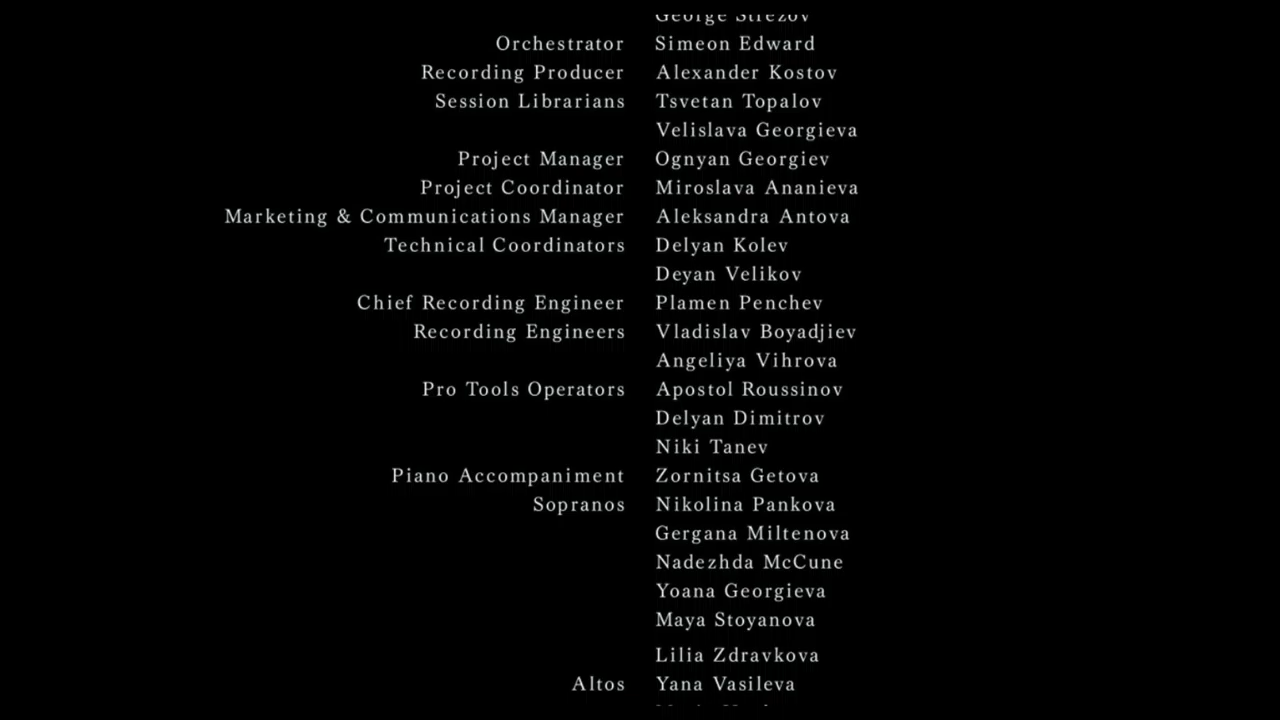 George Strezov
Orchestrator Simeon Edward
Recording Producer Alexander Kostov
Session Librarians Tsvetan Topalov
Velislava Georgieva
Project Manager Ognyan Georgiev
Project Coordinator Miroslava Ananieva
Marketing & Communications Manager Aleksandra Antova
Technical Coordinators Delyan Kolev
Deyan Velikov
Chief Recording Engineer Plamen Penchev
Recording Engineers Vladislav Boyadjiev
Angeliya Vihrova
Pro Tools Operators Apostol Roussinov
Delyan Dimitrov
Niki Tanev
Piano Accompaniment Zornitsa Getova
Sopranos Nikolina Pankova
Gergana Miltenova
Nadezhda McCune
Yoana Georgieva
Maya Stoyanova
Lilia Zdravkova
Altos Yana Vasileva